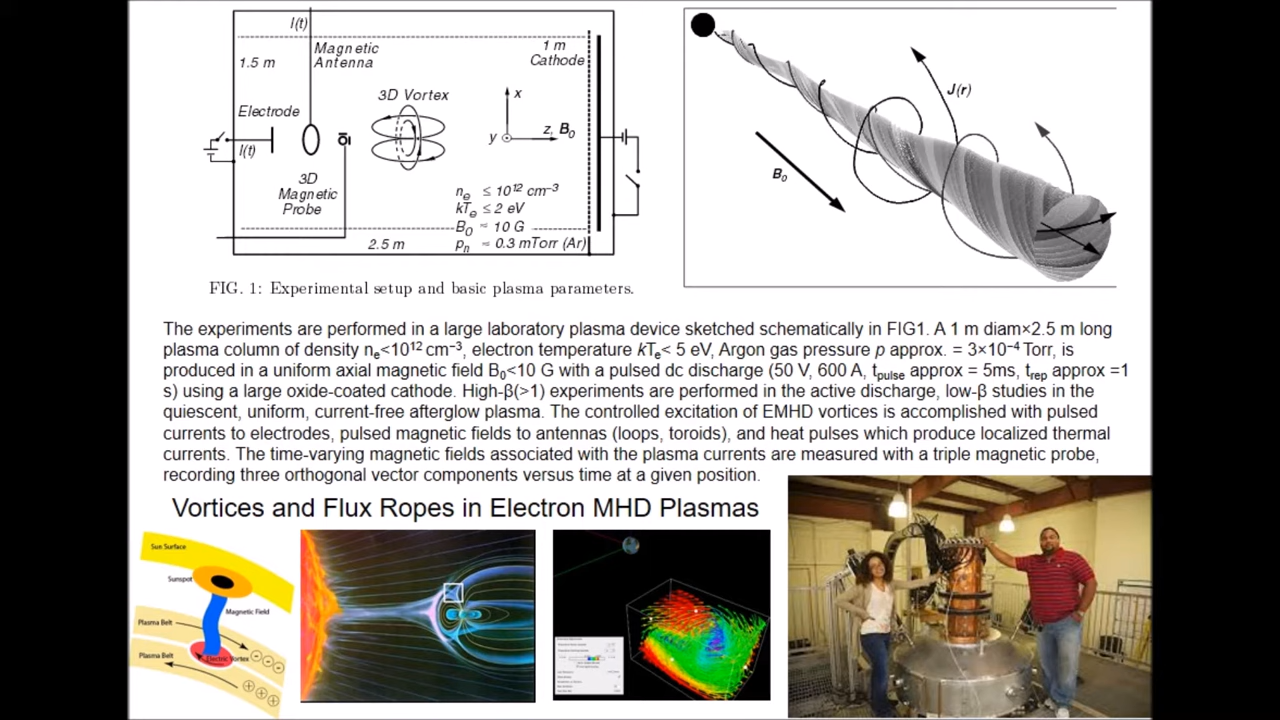 I(t)
1.5 m
Magnetic
Antenna
1 m
Cathode
Electrode
3D Vortex
x
y
z, B₀
I(t)
3D
Magnetic
Probe
nₑ ≤ 10¹² cm⁻³
kTₑ ≤ 2 eV
B₀ ≈ 10 G
pₙ ≈ 0.3 mTorr (Ar)
2.5 m
FIG. 1: Experimental setup and basic plasma parameters.
J(r)
B₀
The experiments are performed in a large laboratory plasma device sketched schematically in FIG1. A 1 m diam×2.5 m long
plasma column of density nₑ<10¹² cm⁻³, electron temperature kTₑ< 5 eV, Argon gas pressure p approx. = 3×10⁻⁴ Torr, is
produced in a uniform axial magnetic field B₀<10 G with a pulsed dc discharge (50 V, 600 A, tpulse approx = 5ms, trep approx =1
s) using a large oxide-coated cathode. High-β(>1) experiments are performed in the active discharge, low-β studies in the
quiescent, uniform, current-free afterglow plasma. The controlled excitation of EMHD vortices is accomplished with pulsed
currents to electrodes, pulsed magnetic fields to antennas (loops, toroids), and heat pulses which produce localized thermal
currents. The time-varying magnetic fields associated with the plasma currents are measured with a triple magnetic probe,
recording three orthogonal vector components versus time at a given position.
Vortices and Flux Ropes in Electron MHD Plasmas
Sun Surface
Sunspot
Magnetic Field
Plasma Belt
Plasma Belt
Electric Vortex